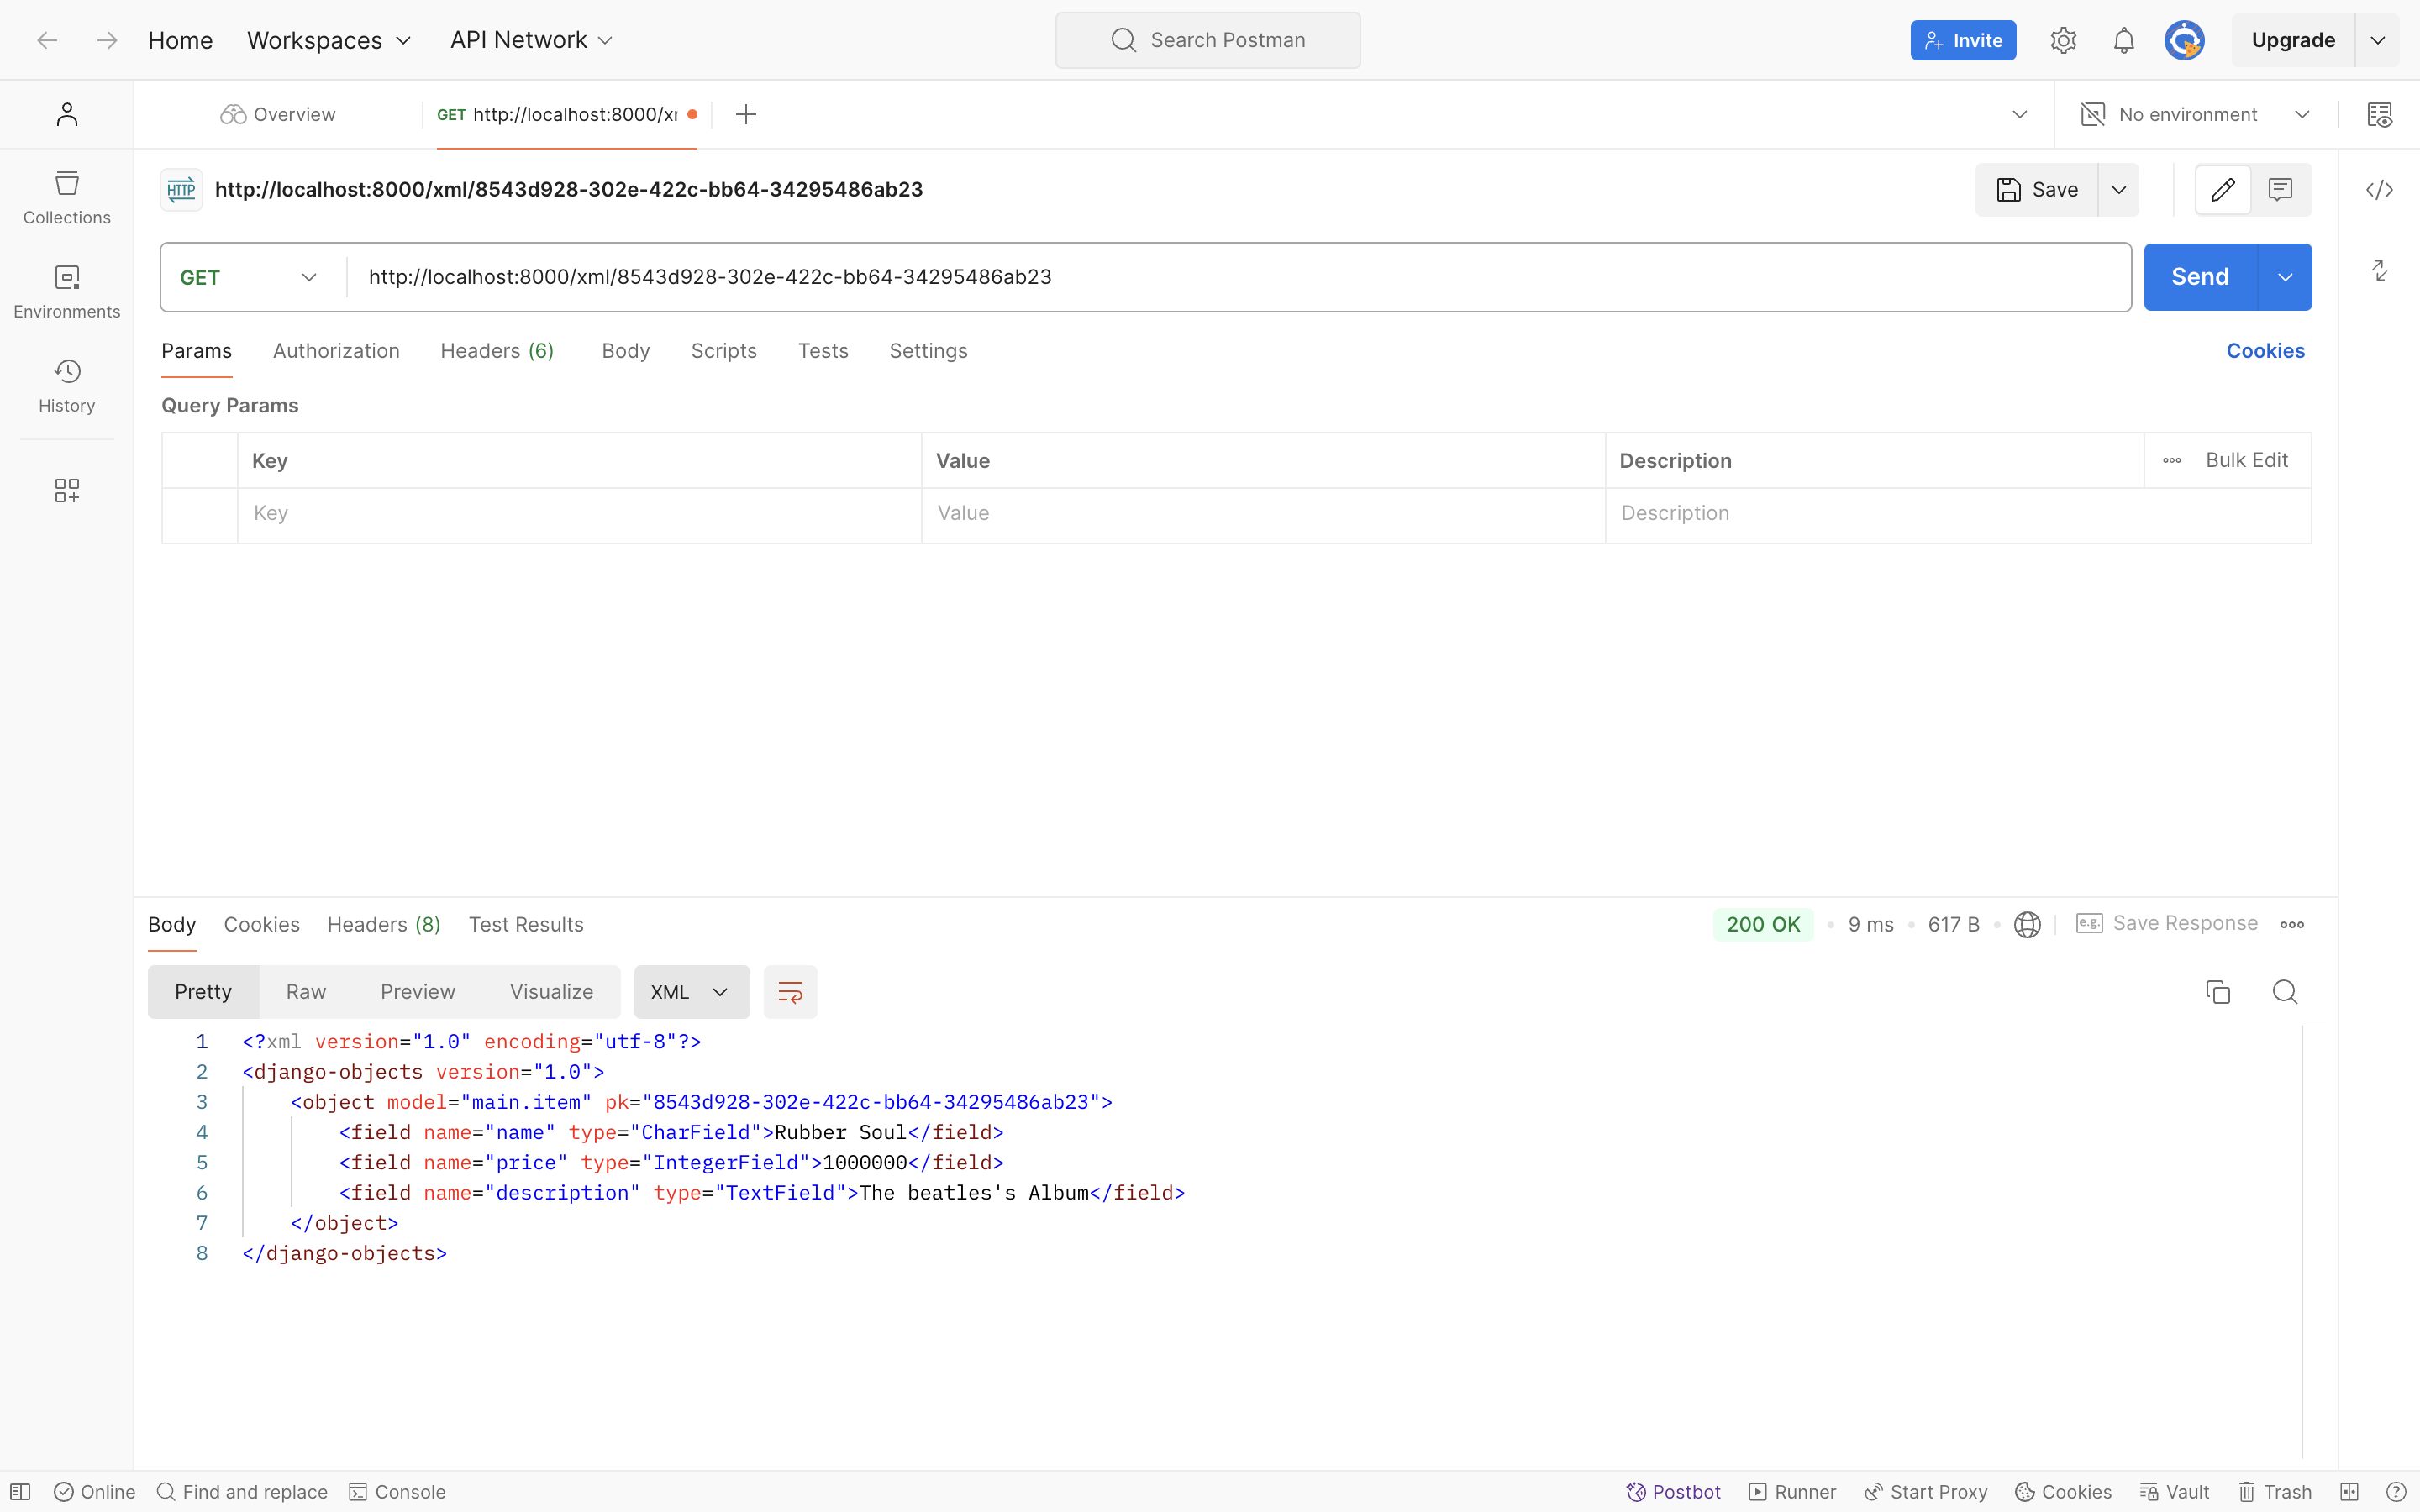 Home Workspaces API Network Search Postman Invite Upgrade
Overview GET http://localhost:8000/xm No environment
HTTP http://localhost:8000/xml/8543d928-302e-422c-bb64-34295486ab23 Save
Collections
GET http://localhost:8000/xml/8543d928-302e-422c-bb64-34295486ab23 Send
Environments
Params Authorization Headers (6) Body Scripts Tests Settings Cookies
History
Query Params
Key Value Description Bulk Edit
Key Value Description
Body Cookies Headers (8) Test Results 200 OK 9 ms 617 B e.g. Save Response
Pretty Raw Preview Visualize XML
1 <?xml version="1.0" encoding="utf-8"?>
2 <django-objects version="1.0">
3 <object model="main.item" pk="8543d928-302e-422c-bb64-34295486ab23">
4 <field name="name" type="CharField">Rubber Soul</field>
5 <field name="price" type="IntegerField">1000000</field>
6 <field name="description" type="TextField">The beatles's Album</field>
7 </object>
8 </django-objects>
Online Find and replace Console Postbot Runner Start Proxy Cookies Vault Trash